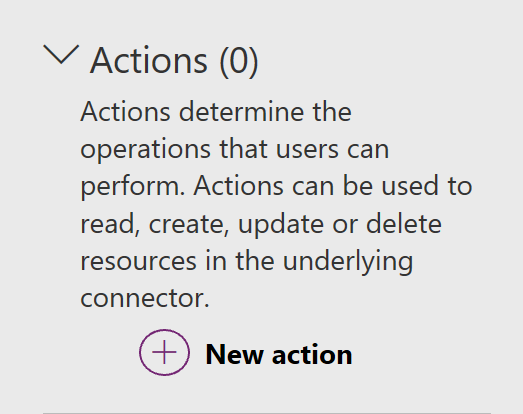 Actions (0)
Actions determine the
operations that users can
perform. Actions can be used to
read, create, update or delete
resources in the underlying
connector.
New action